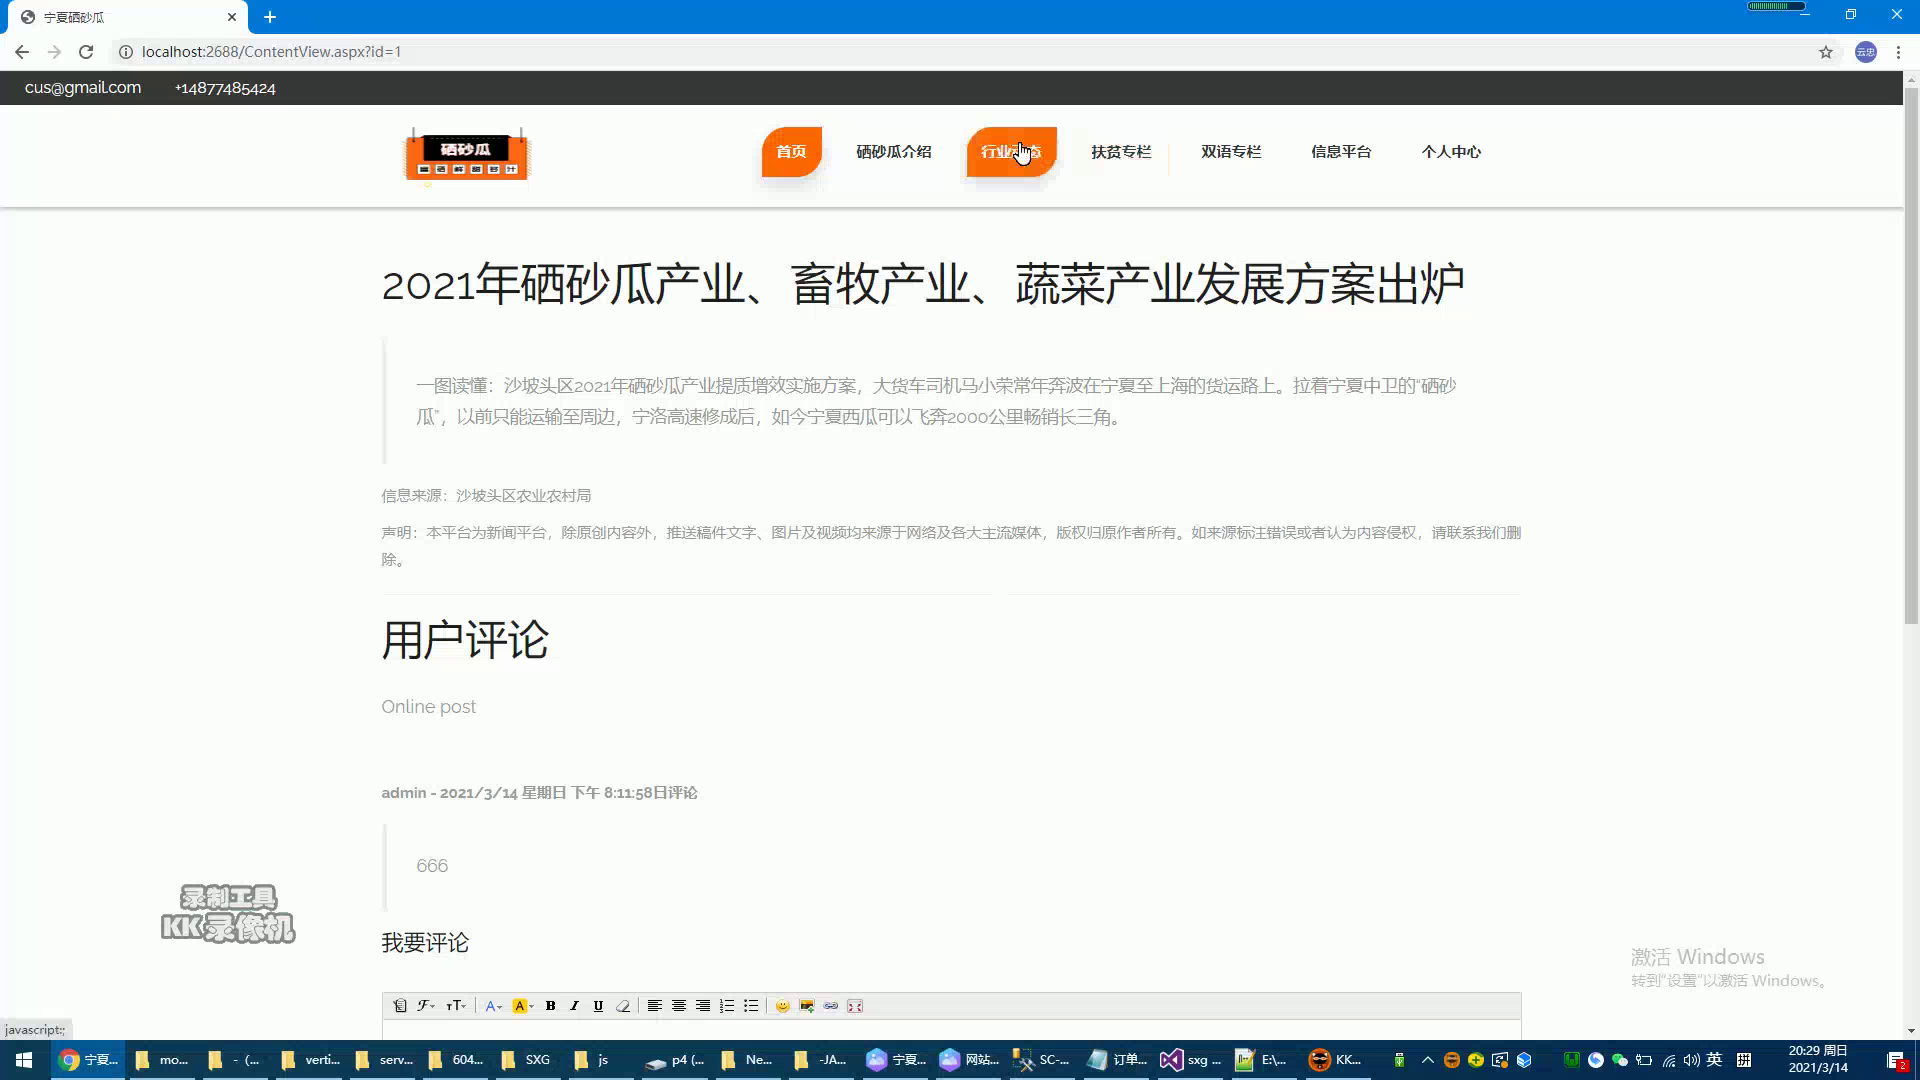 宁夏硒砂瓜
localhost:2688/ContentView.aspx?id=1
云忠
cus@gmail.com +14877485424
硒砂瓜
首页 硒砂瓜介绍 行业动态 扶贫专栏 双语专栏 信息平台 个人中心
2021年硒砂瓜产业、畜牧产业、蔬菜产业发展方案出炉
一图读懂：沙坡头区2021年硒砂瓜产业提质增效实施方案，大货车司机马小荣常年奔波在宁夏至上海的货运路上。拉着宁夏中卫的“硒砂
瓜”，以前只能运输至周边，宁洛高速修成后，如今宁夏西瓜可以飞奔2000公里畅销长三角。
信息来源：沙坡头区农业农村局
声明：本平台为新闻平台，除原创内容外，推送稿件文字、图片及视频均来源于网络及各大主流媒体，版权归原作者所有。如来源标注错误或者认为内容侵权，请联系我们删
除。
用户评论
Online post
admin - 2021/3/14 星期日 下午 8:11:58日评论
666
录制工具
KK录像机
我要评论
激活 Windows
转到“设置”以激活 Windows。
javascript:;
宁夏... mo... - (... verti... serv... 604... SXG js p4 (... Ne... -JA... 宁夏... 网站... SC-... 订单... sxg ... E:\... KK... 英 20:29 周日
2021/3/14 2